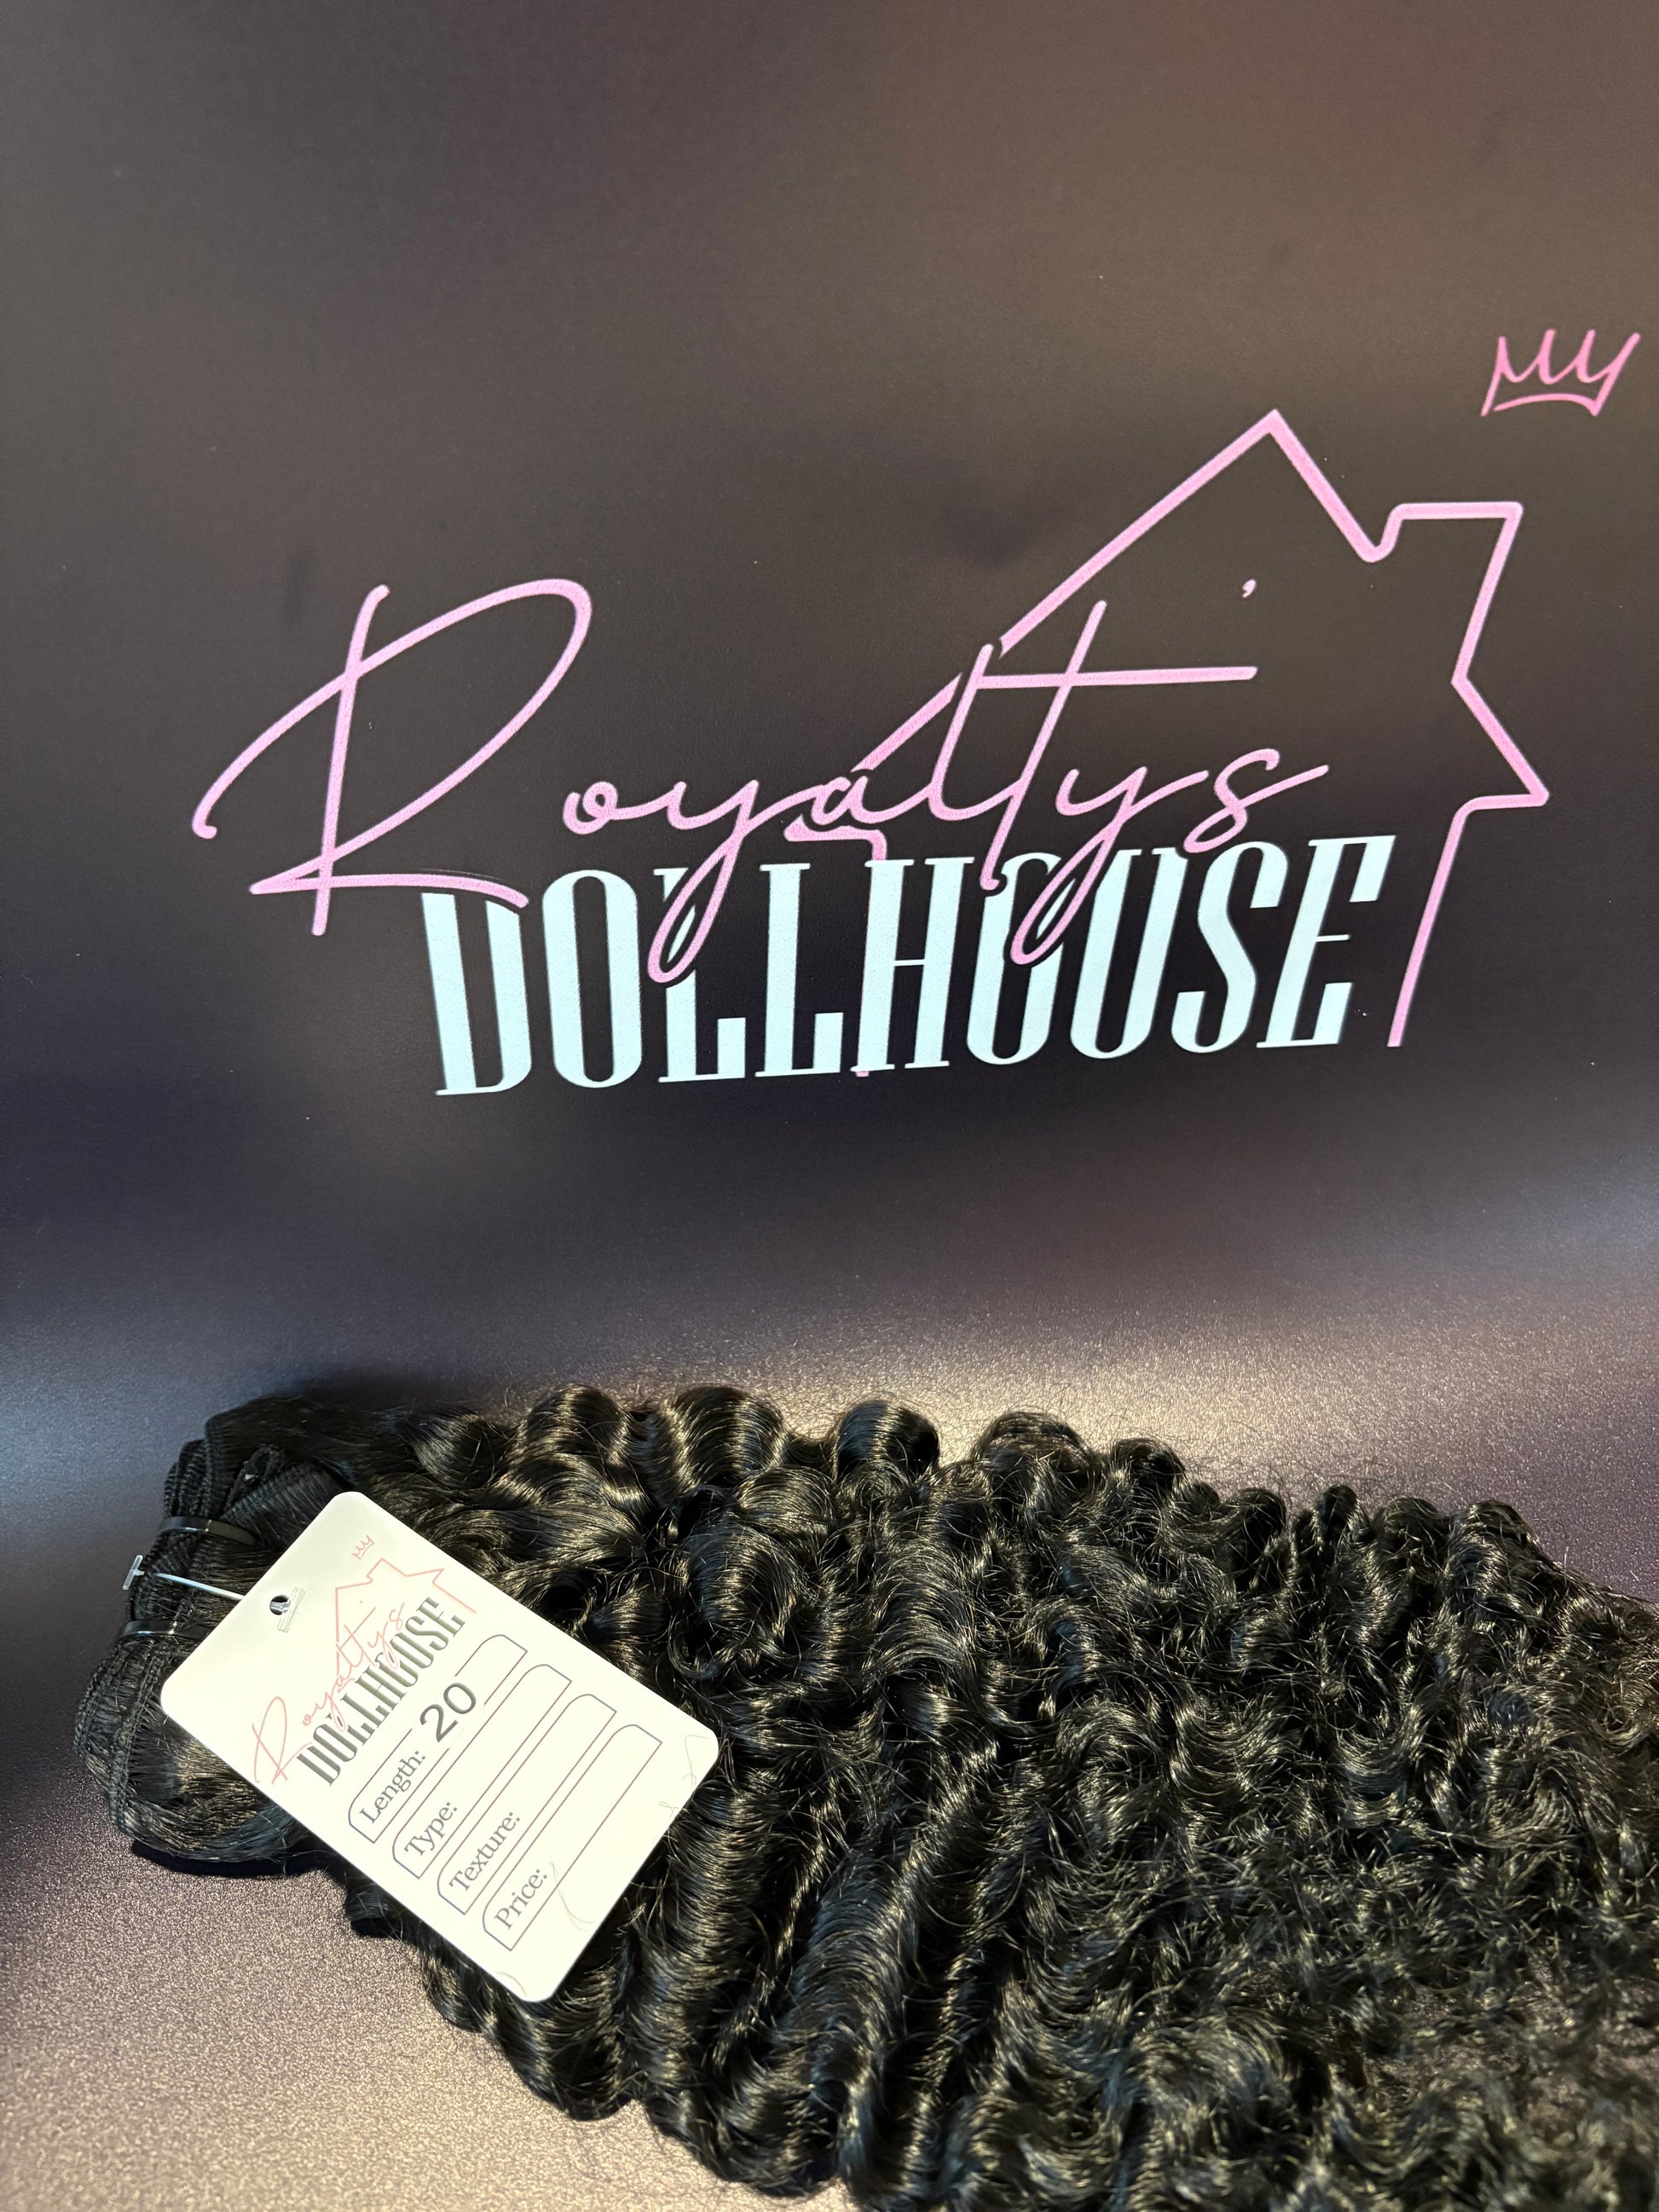 Royalty's
DOLLHOUSE
Royalty's
DOLLHOUSE
Length: 20
Type:
Texture:
Price: